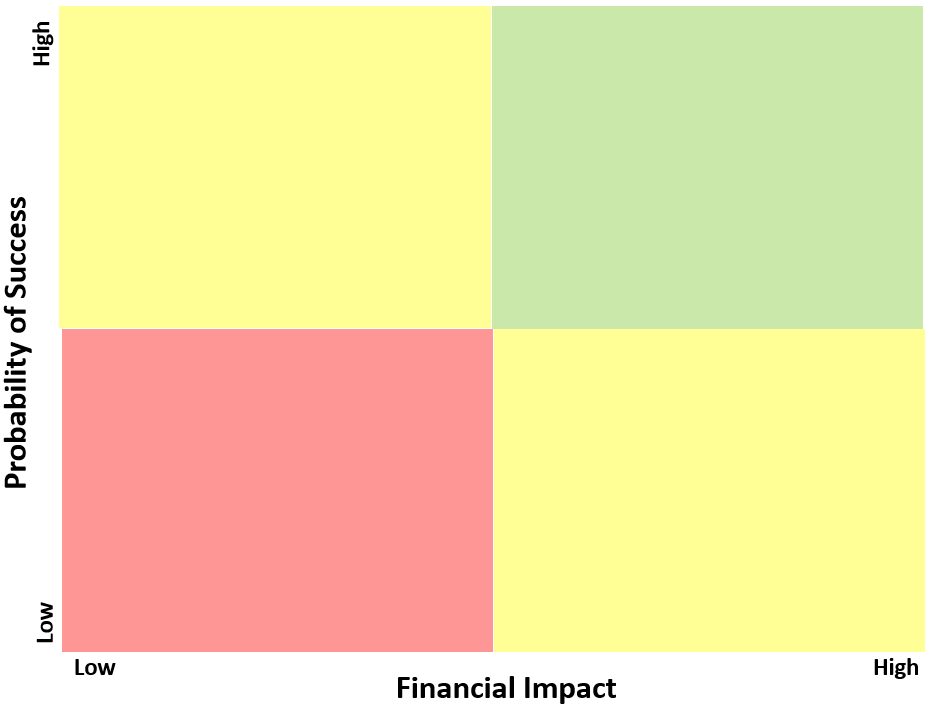 High
Probability of Success
Low
Low
High
Financial Impact